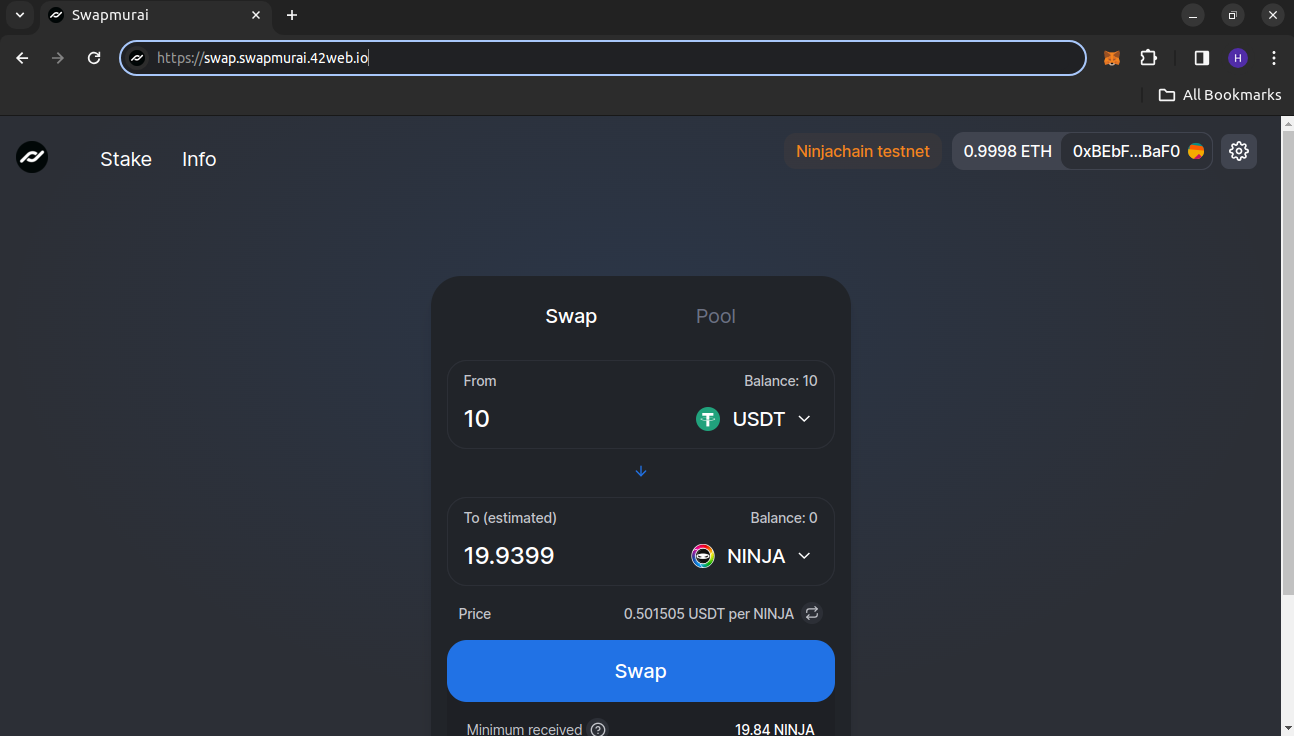 Swapmurai
https://swap.swapmurai.42web.io
H
All Bookmarks
Stake Info Ninjachain testnet 0.9998 ETH 0xBEbF...BaF0
Swap Pool
From Balance: 10
10 USDT
To (estimated) Balance: 0
19.9399 NINJA
Price 0.501505 USDT per NINJA
Swap
Minimum received ? 19.84 NINJA